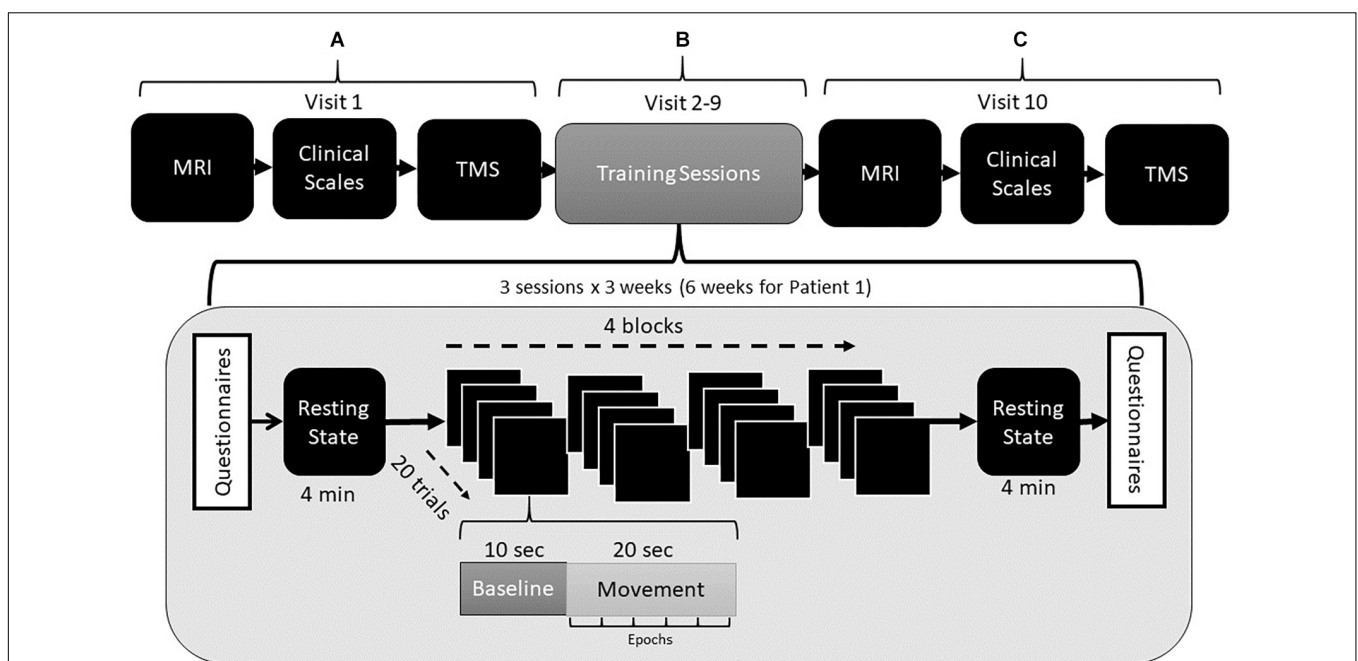 A
B
C
Visit 1
Visit 2-9
Visit 10
MRI
Clinical
Scales
TMS
Training Sessions
MRI
Clinical
Scales
TMS
3 sessions x 3 weeks (6 weeks for Patient 1)
4 blocks
Questionnaires
Resting
State
4 min
20 trials
Resting
State
4 min
Questionnaires
10 sec
20 sec
Baseline
Movement
Epochs